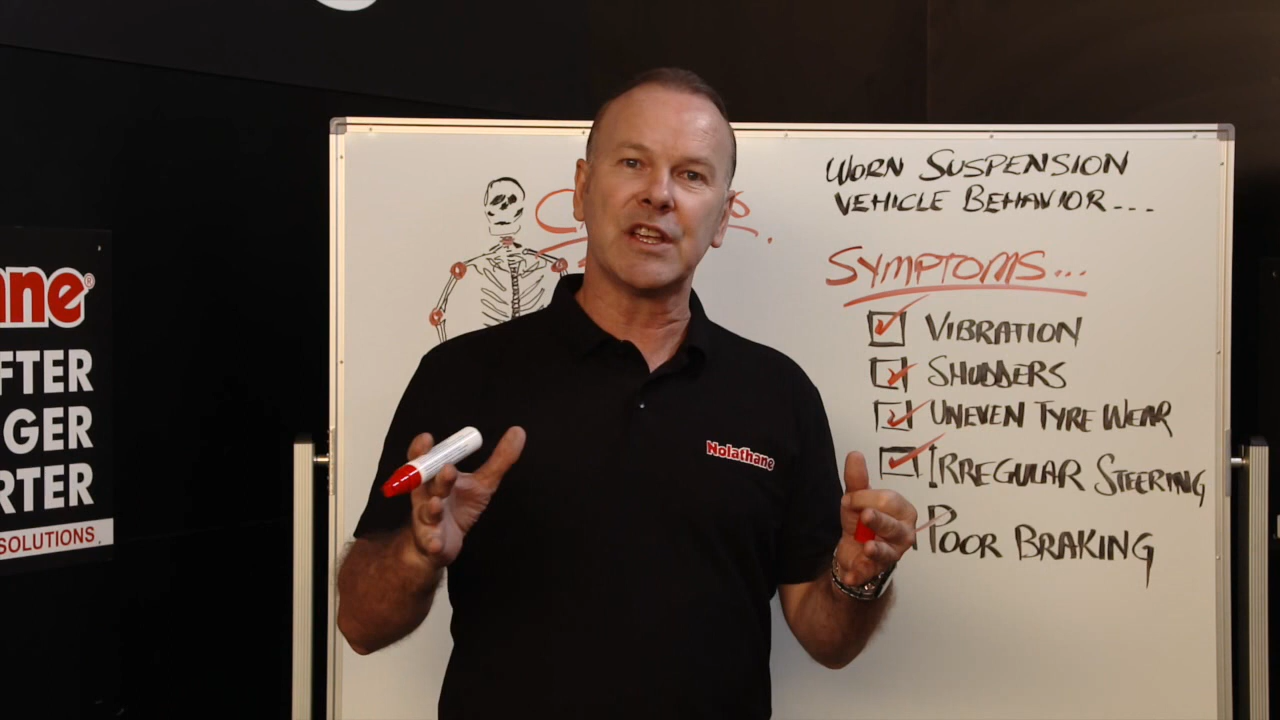 WORN SUSPENSION
VEHICLE BEHAVIOR...
SYMPTOMS...
VIBRATION
SHUDDERS
UNEVEN TYRE WEAR
IRREGULAR STEERING
POOR BRAKING
Nolathane
ane®
FTER
GER
RTER
SOLUTIONS.